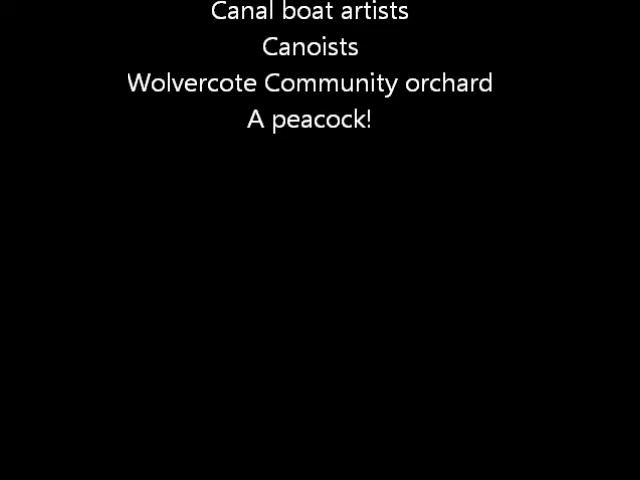 Canal boat artists
Canoists
Wolvercote Community orchard
A peacock!